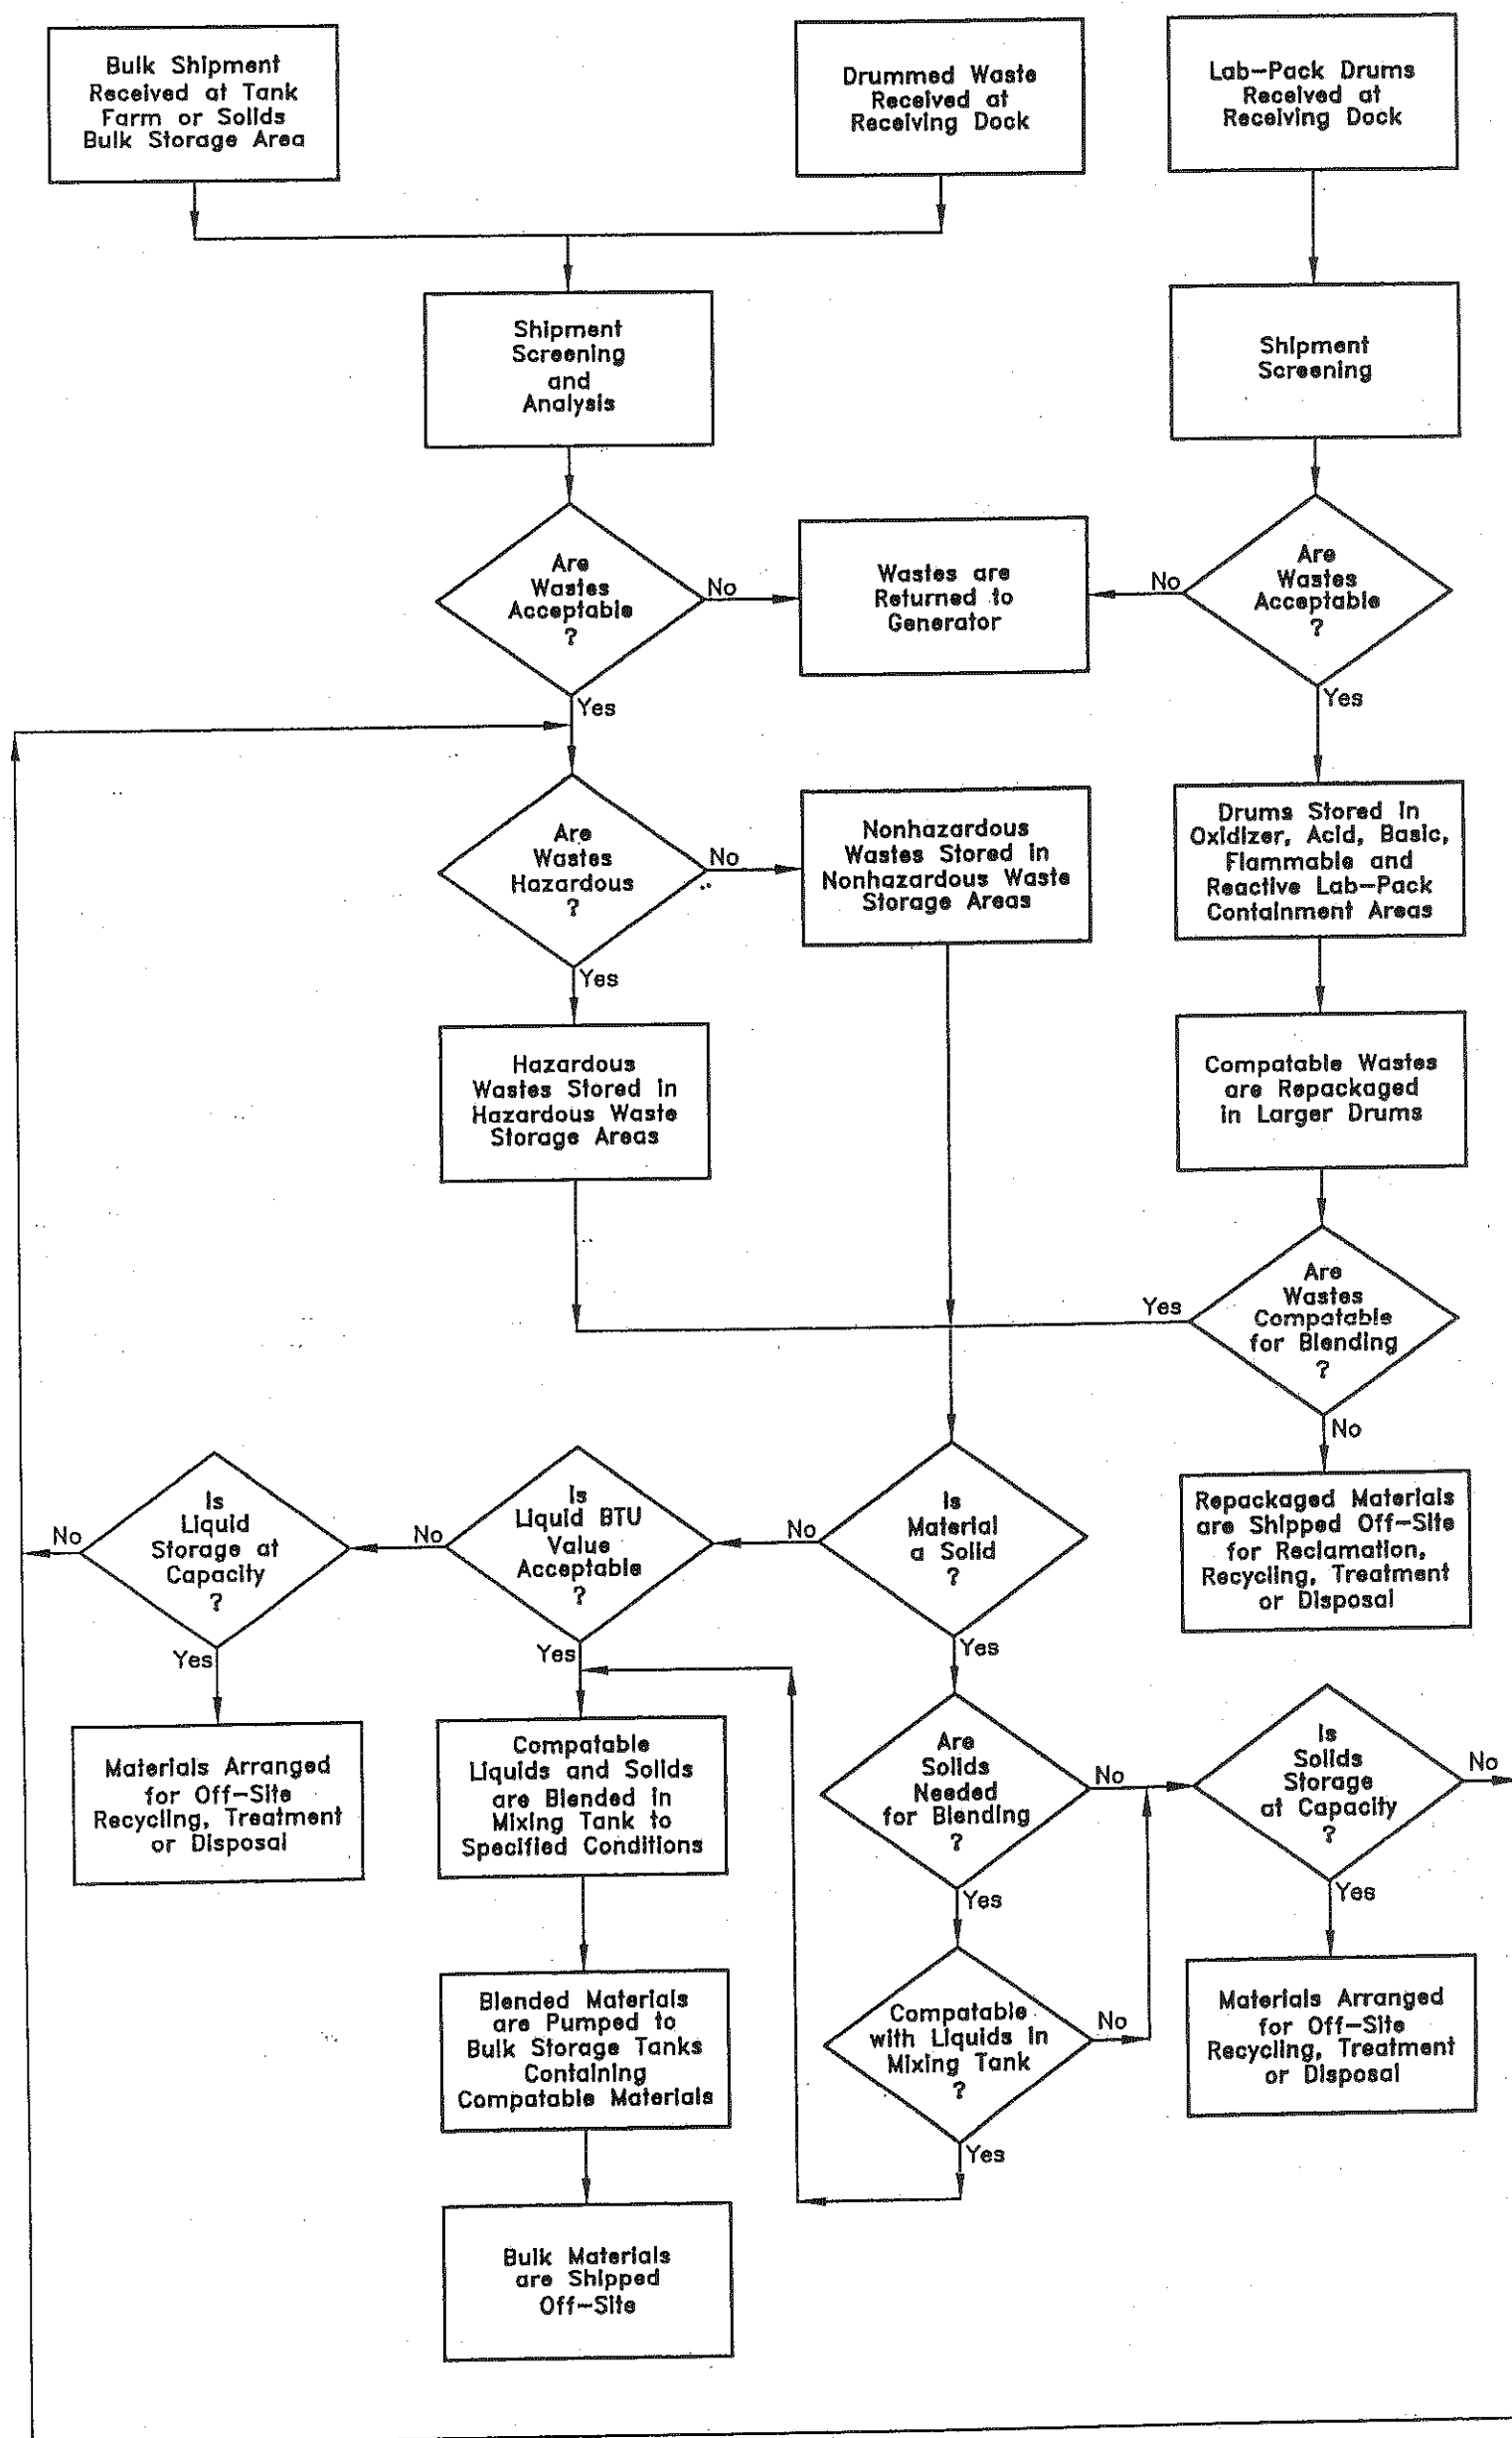 Bulk Shipment
Received at Tank
Farm or Solids
Bulk Storage Area
Drummed Waste
Received at
Receiving Dock
Lab-Pack Drums
Received at
Receiving Dock
Shipment
Screening
and
Analysis
Shipment
Screening
Are
Wastes
Acceptable
?
No
Wastes are
Returned to
Generator
No
Are
Wastes
Acceptable
?
Yes
Yes
Are
Wastes
Hazardous
?
No
Nonhazardous
Wastes Stored in
Nonhazardous Waste
Storage Areas
Drums Stored in
Oxidizer, Acid, Basic,
Flammable and
Reactive Lab-Pack
Containment Areas
Yes
Hazardous
Wastes Stored in
Hazardous Waste
Storage Areas
Compatable Wastes
are Repackaged
in Larger Drums
Yes
Are
Wastes
Compatable
for Blending
?
No
No
Is
Liquid
Storage at
Capacity
?
No
Is
Liquid BTU
Value
Acceptable
?
No
Is
Material
a Solid
?
Repackaged Materials
are Shipped Off-Site
for Reclamation,
Recycling, Treatment
or Disposal
Yes
Yes
Yes
Materials Arranged
for Off-Site
Recycling, Treatment
or Disposal
Compatable
Liquids and Solids
are Blended in
Mixing Tank to
Specified Conditions
Are
Solids
Needed
for Blending
?
No
Is
Solids
Storage
at Capacity
?
No
Yes
Yes
Blended Materials
are Pumped to
Bulk Storage Tanks
Containing
Compatable Materials
Compatable
with Liquids in
Mixing Tank
?
No
Materials Arranged
for Off-Site
Recycling, Treatment
or Disposal
Yes
Bulk Materials
are Shipped
Off-Site